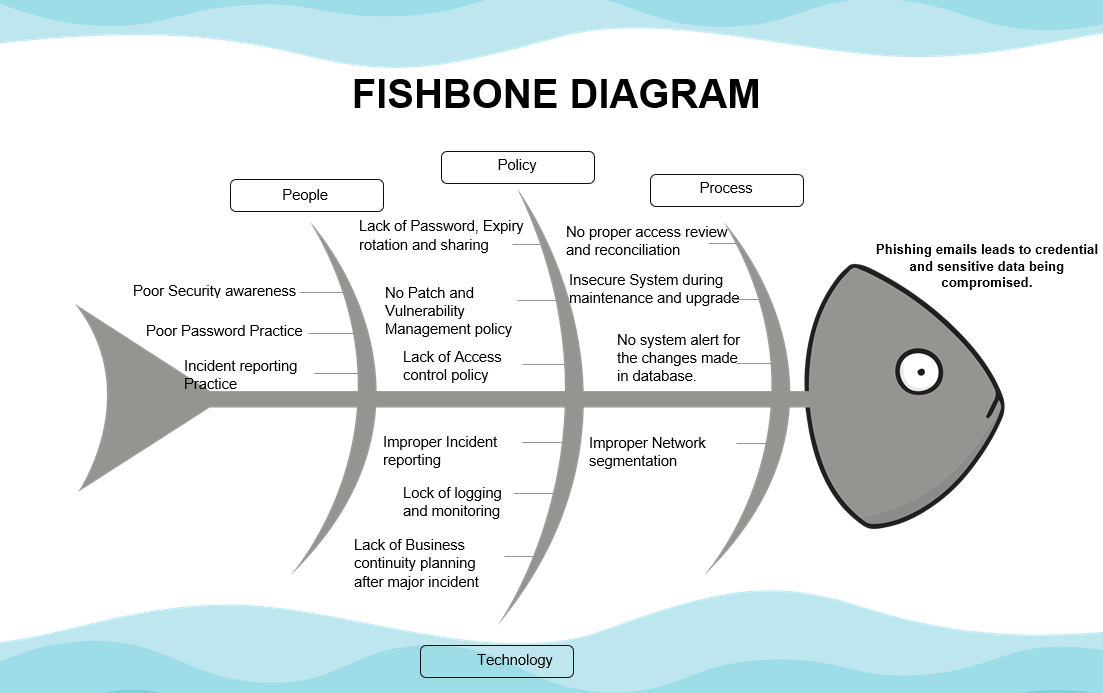 FISHBONE DIAGRAM
People
Policy
Process
Poor Security awareness
Poor Password Practice
Incident reporting
Practice
Lack of Password, Expiry
rotation and sharing
No Patch and
Vulnerability
Management policy
Lack of Access
control policy
No proper access review
and reconciliation
Insecure System during
maintenance and upgrade
No system alert for
the changes made
in database.
Phishing emails leads to credential
and sensitive data being
compromised.
Improper Incident
reporting
Lock of logging
and monitoring
Lack of Business
continuity planning
after major incident
Improper Network
segmentation
Technology